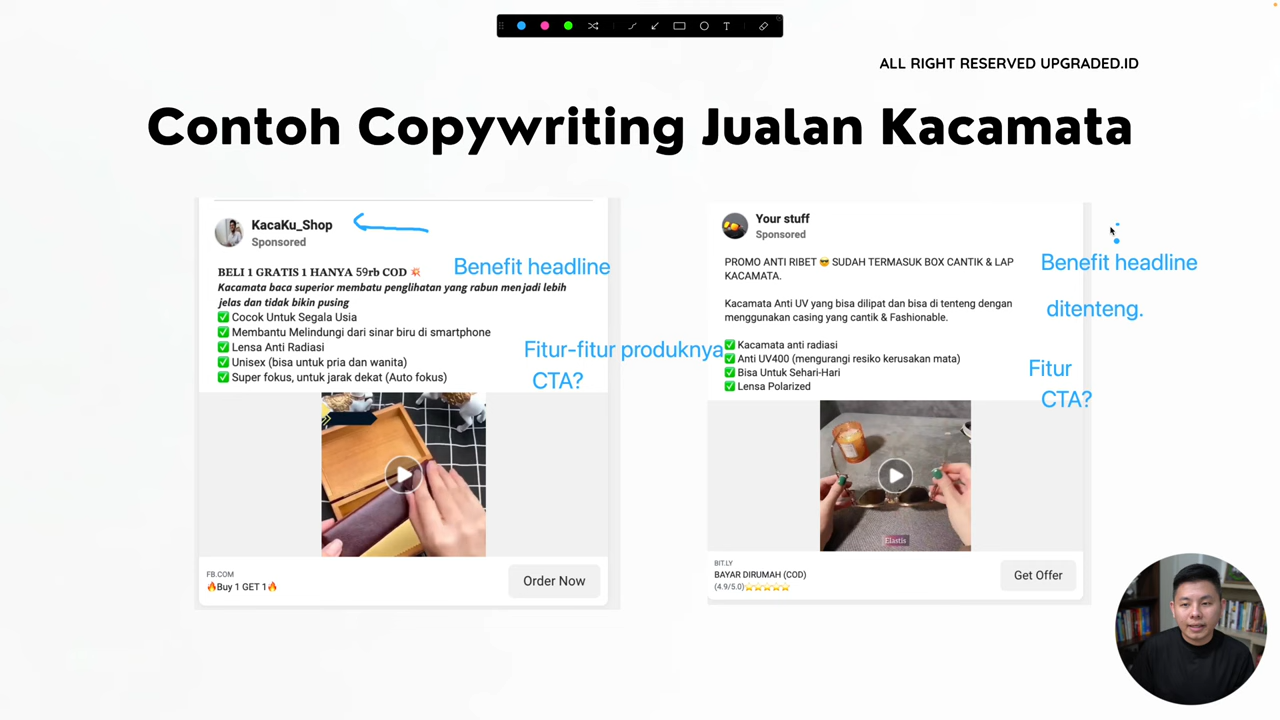 ALL RIGHT RESERVED UPGRADED.ID
Contoh Copywriting Jualan Kacamata
KacaKu_Shop
Sponsored
BELI 1 GRATIS 1 HANYA 59rb COD 💥
Kacamata baca superior membatu penglihatan yang rabun menjadi lebih
jelas dan tidak bikin pusing
✅ Cocok Untuk Segala Usia
✅ Membantu Melindungi dari sinar biru di smartphone
✅ Lensa Anti Radiasi
✅ Unisex (bisa untuk pria dan wanita)
✅ Super fokus, untuk jarak dekat (Auto fokus)
Benefit headline
Fitur-fitur produknya
CTA?
FB.COM
🔥Buy 1 GET 1🔥
Order Now
Your stuff
Sponsored
PROMO ANTI RIBET 😎 SUDAH TERMASUK BOX CANTIK & LAP
KACAMATA.
Kacamata Anti UV yang bisa dilipat dan bisa di tenteng dengan
menggunakan casing yang cantik & Fashionable.
✅ Kacamata anti radiasi
✅ Anti UV400 (mengurangi resiko kerusakan mata)
✅ Bisa Untuk Sehari-Hari
✅ Lensa Polarized
Benefit headline
ditenteng.
Fitur
CTA?
Elastis
BIT.LY
BAYAR DIRUMAH (COD)
(4.9/5.0)⭐⭐⭐⭐⭐
Get Offer
T